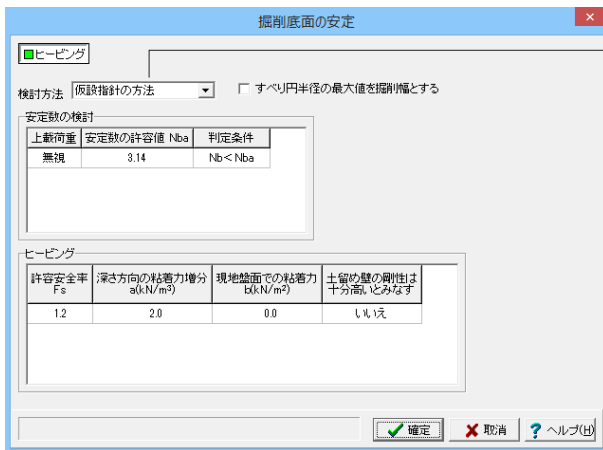 掘削底面の安定
ヒービング
検討方法 仮設指針の方法 すべり円半径の最大値を掘削幅とする
安定数の検討
上載荷重 安定数の許容値 Nba 判定条件
無視 3.14 Nb＜Nba
ヒービング
許容安全率 深さ方向の粘着力増分 現地盤面での粘着力 土留め壁の剛性は
Fs a(kN/m³) b(kN/m²) 十分高いとみなす
1.2 2.0 0.0 いいえ
確定 取消 ヘルプ(H)